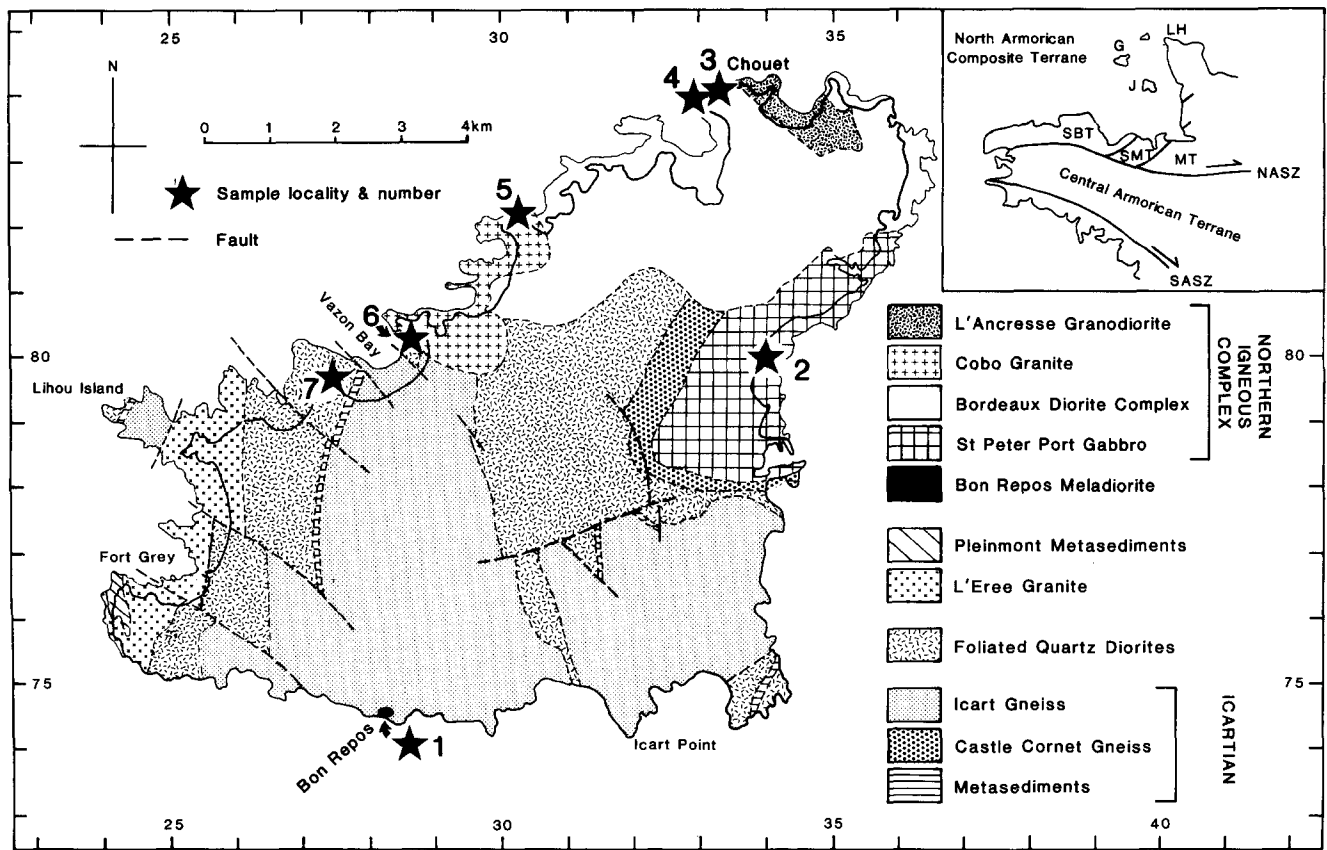 25
30
35
N
0 1 2 3 4km
Sample locality & number
Fault
Chouet
3
4
5
6
7
2
1
Vazon Bay
Lihou Island
Fort Grey
Bon Repos
Icart Point
80
75
25
30
35
40
80
75
North Armorican
Composite Terrane
G
LH
J
SBT
SMT
MT
NASZ
Central Armorican
Terrane
SASZ
L'Ancresse Granodiorite
Cobo Granite
Bordeaux Diorite Complex
St Peter Port Gabbro
NORTHERN
IGNEOUS
COMPLEX
Bon Repos Meladiorite
Pleinmont Metasediments
L'Eree Granite
Foliated Quartz Diorites
Icart Gneiss
Castle Cornet Gneiss
Metasediments
ICARTIAN